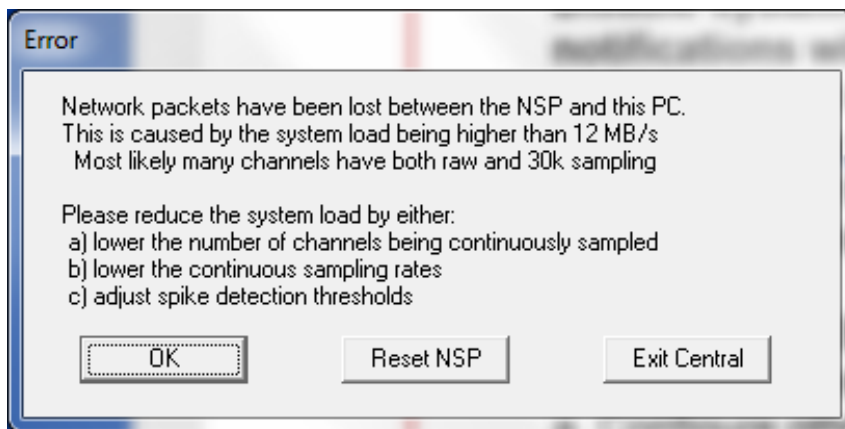 notifications wi
Error
Network packets have been lost between the NSP and this PC.
This is caused by the system load being higher than 12 MB/s
Most likely many channels have both raw and 30k sampling
Please reduce the system load by either:
a) lower the number of channels being continuously sampled
b) lower the continuous sampling rates
c) adjust spike detection thresholds
OK
Reset NSP
Exit Central